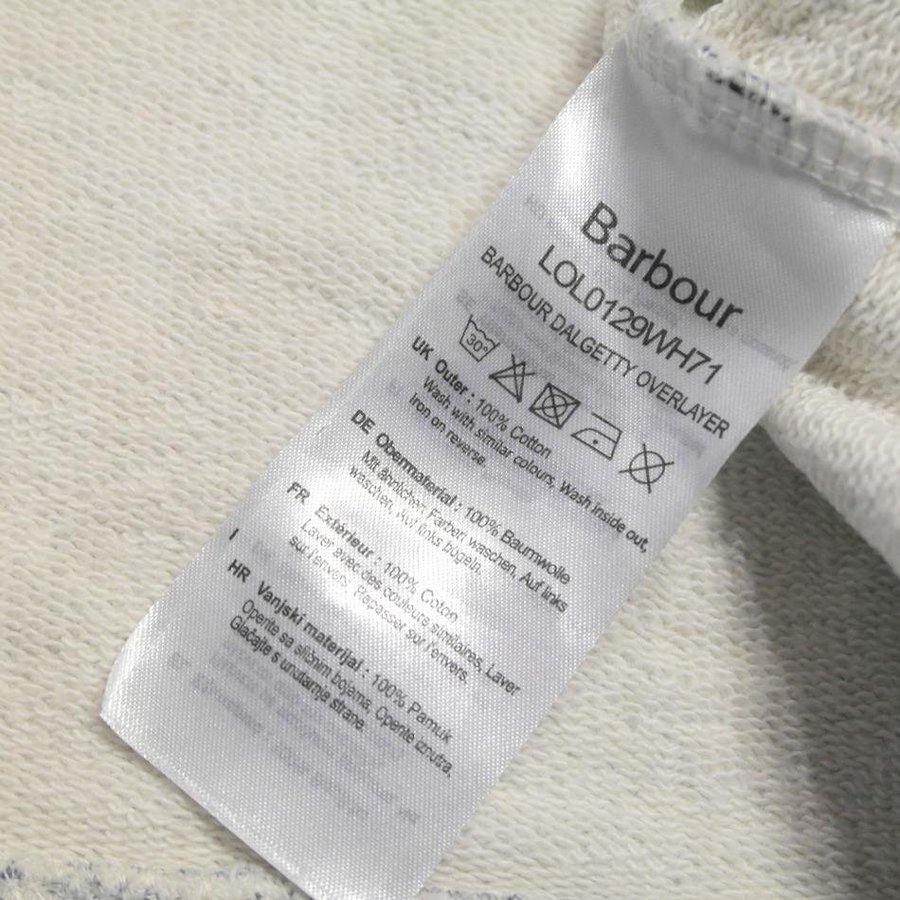 Barbour
LOL0129WH71
BARBOUR DALGETTY OVERLAYER
30°
UK Outer : 100% Cotton
Wash with similar colours, Wash inside out,
Iron on reverse.
DE Obermaterial : 100% Baumwolle
Mit ähnlichen Farben waschen, Auf links
waschen, Auf links bügeln.
FR Extérieur : 100% Coton
Laver avec des couleurs similaires, Laver
sur l'envers, Repasser sur l'envers.
I
HR Vanjski materijal : 100% Pamuk
Operite sa sličnim bojama, Operite iznutra,
Glačajte s unutarnje strane.